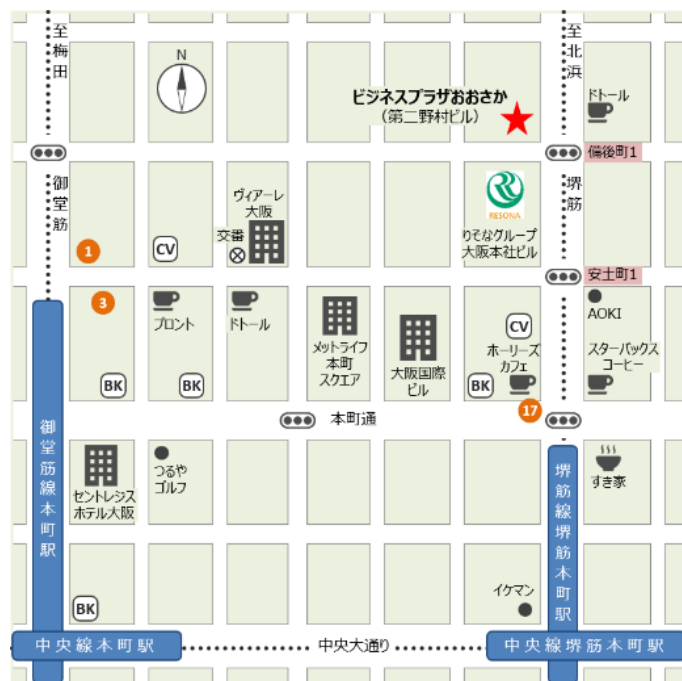 至梅田
N
至北浜
ビジネスプラザおおさか
（第二野村ビル）
ドトール
備後町1
御堂筋
ヴィアーレ
大阪
交番
CV
1
RESONA
りそなグループ
大阪本社ビル
堺筋
安土町1
3
プロント
ドトール
メットライフ
本町
スクエア
大阪国際
ビル
CV
ホーリーズ
カフェ
AOKI
スターバックス
コーヒー
BK
BK
BK
17
本町通
御堂筋線本町駅
セントレジス
ホテル大阪
つるや
ゴルフ
堺筋線堺筋本町駅
すき家
BK
イケマン
中央線本町駅
中央大通り
中央線堺筋本町駅